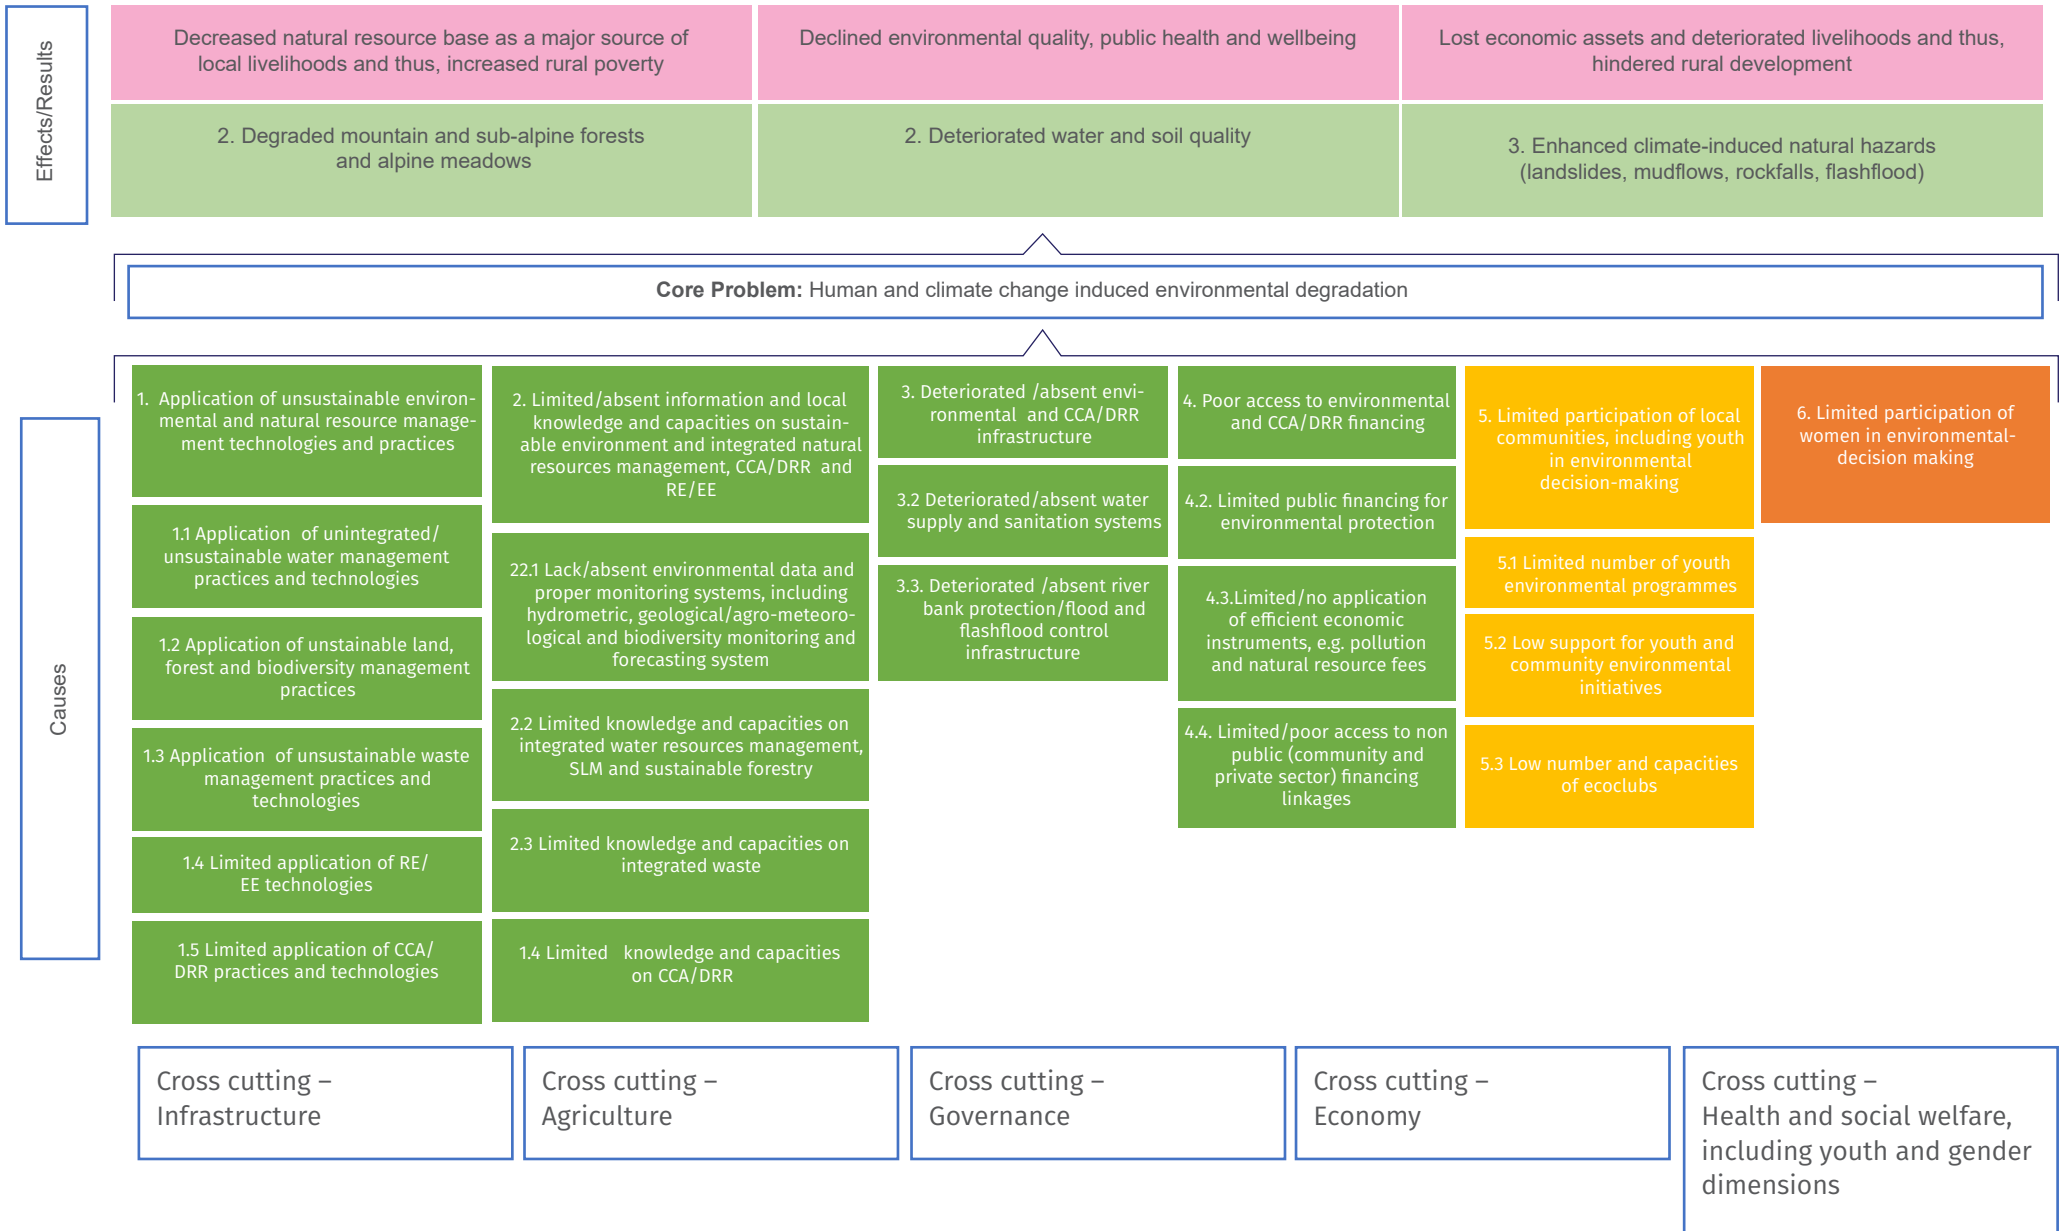 Effects/Results
Decreased natural resource base as a major source of
local livelihoods and thus, increased rural poverty
Declined environmental quality, public health and wellbeing
Lost economic assets and deteriorated livelihoods and thus,
hindered rural development
2. Degraded mountain and sub-alpine forests
and alpine meadows
2. Deteriorated water and soil quality
3. Enhanced climate-induced natural hazards
(landslides, mudflows, rockfalls, flashflood)
Core Problem: Human and climate change induced environmental degradation
Causes
1. Application of unsustainable environ-
mental and natural resource manage-
ment technologies and practices
1.1 Application of unintegrated/
unsustainable water management
practices and technologies
1.2 Application of unstainable land,
forest and biodiversity management
practices
1.3 Application of unsustainable waste
management practices and
technologies
1.4 Limited application of RE/
EE technologies
1.5 Limited application of CCA/
DRR practices and technologies
2. Limited/absent information and local
knowledge and capacities on sustain-
able environment and integrated natural
resources management, CCA/DRR and
RE/EE
22.1 Lack/absent environmental data and
proper monitoring systems, including
hydrometric, geological/agro-meteoro-
logical and biodiversity monitoring and
forecasting system
2.2 Limited knowledge and capacities on
integrated water resources management,
SLM and sustainable forestry
2.3 Limited knowledge and capacities on
integrated waste
1.4 Limited knowledge and capacities
on CCA/DRR
3. Deteriorated /absent envi-
ronmental and CCA/DRR
infrastructure
3.2 Deteriorated/absent water
supply and sanitation systems
3.3. Deteriorated /absent river
bank protection/flood and
flashflood control
infrastructure
4. Poor access to environmental
and CCA/DRR financing
4.2. Limited public financing for
environmental protection
4.3.Limited/no application
of efficient economic
instruments, e.g. pollution
and natural resource fees
4.4. Limited/poor access to non
public (community and
private sector) financing
linkages
5. Limited participation of local
communities, including youth
in environmental
decision-making
5.1 Limited number of youth
environmental programmes
5.2 Low support for youth and
community environmental
initiatives
5.3 Low number and capacities
of ecoclubs
6. Limited participation of
women in environmental-
decision making
Cross cutting –
Infrastructure
Cross cutting –
Agriculture
Cross cutting –
Governance
Cross cutting –
Economy
Cross cutting –
Health and social welfare,
including youth and gender
dimensions